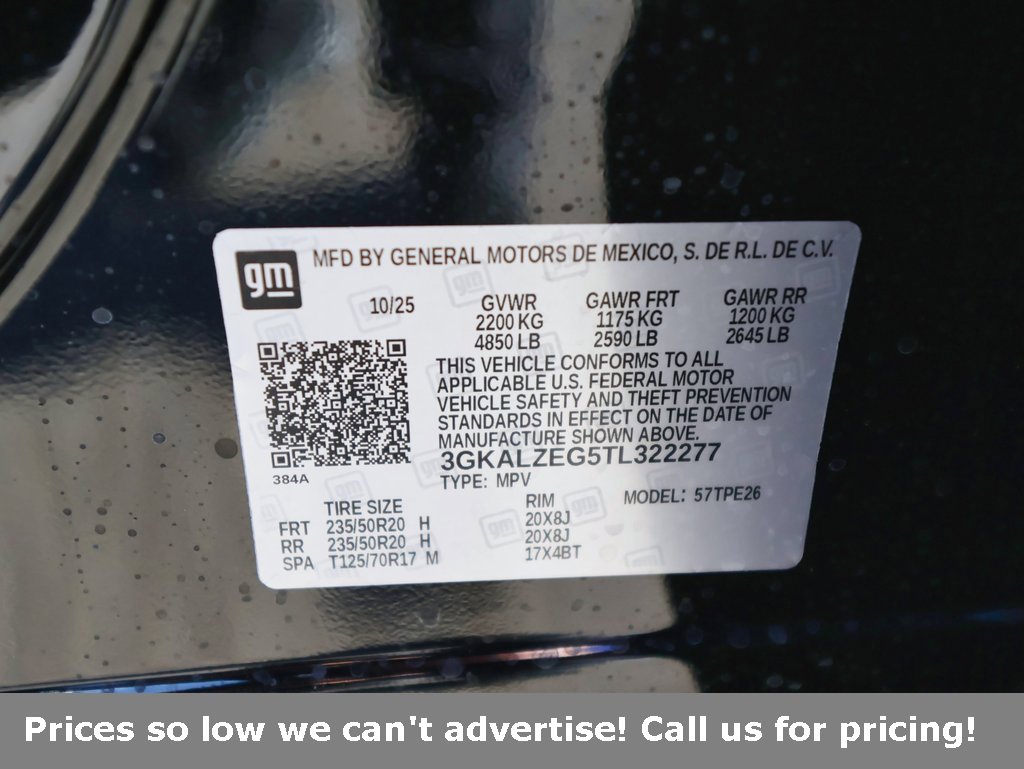 gm
MFD BY GENERAL MOTORS DE MEXICO, S. DE R.L. DE C.V.
10/25 GVWR GAWR FRT GAWR RR
2200 KG 1175 KG 1200 KG
4850 LB 2590 LB 2645 LB
THIS VEHICLE CONFORMS TO ALL
APPLICABLE U.S. FEDERAL MOTOR
VEHICLE SAFETY AND THEFT PREVENTION
STANDARDS IN EFFECT ON THE DATE OF
MANUFACTURE SHOWN ABOVE.
3GKALZEG5TL322277
384A
TYPE: MPV
MODEL: 57TPE26
TIRE SIZE RIM
FRT 235/50R20 H 20X8J
RR 235/50R20 H 20X8J
SPA T125/70R17 M 17X4BT
Prices so low we can't advertise! Call us for pricing!